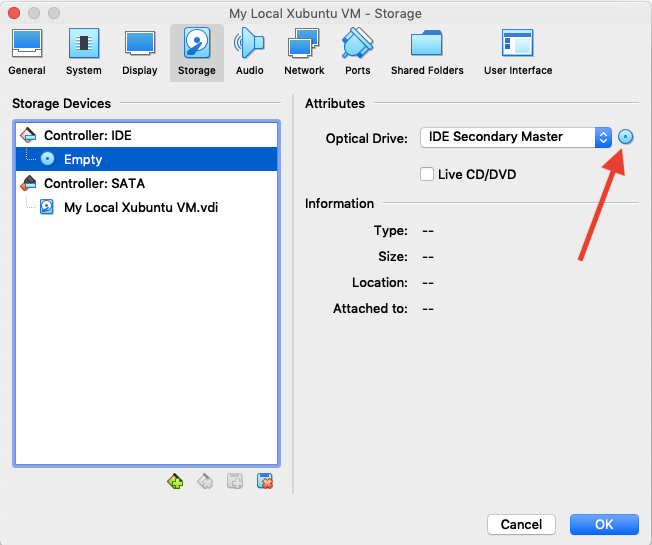 My Local Xubuntu VM - Storage
General System Display Storage Audio Network Ports Shared Folders User Interface
Storage Devices
Controller: IDE
Empty
Controller: SATA
My Local Xubuntu VM.vdi
Attributes
Optical Drive: IDE Secondary Master
Live CD/DVD
Information
Type: --
Size: --
Location: --
Attached to: --
Cancel OK